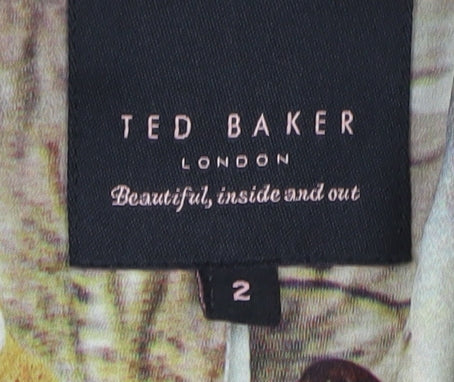 TED BAKER
LONDON
Beautiful, inside and out
2